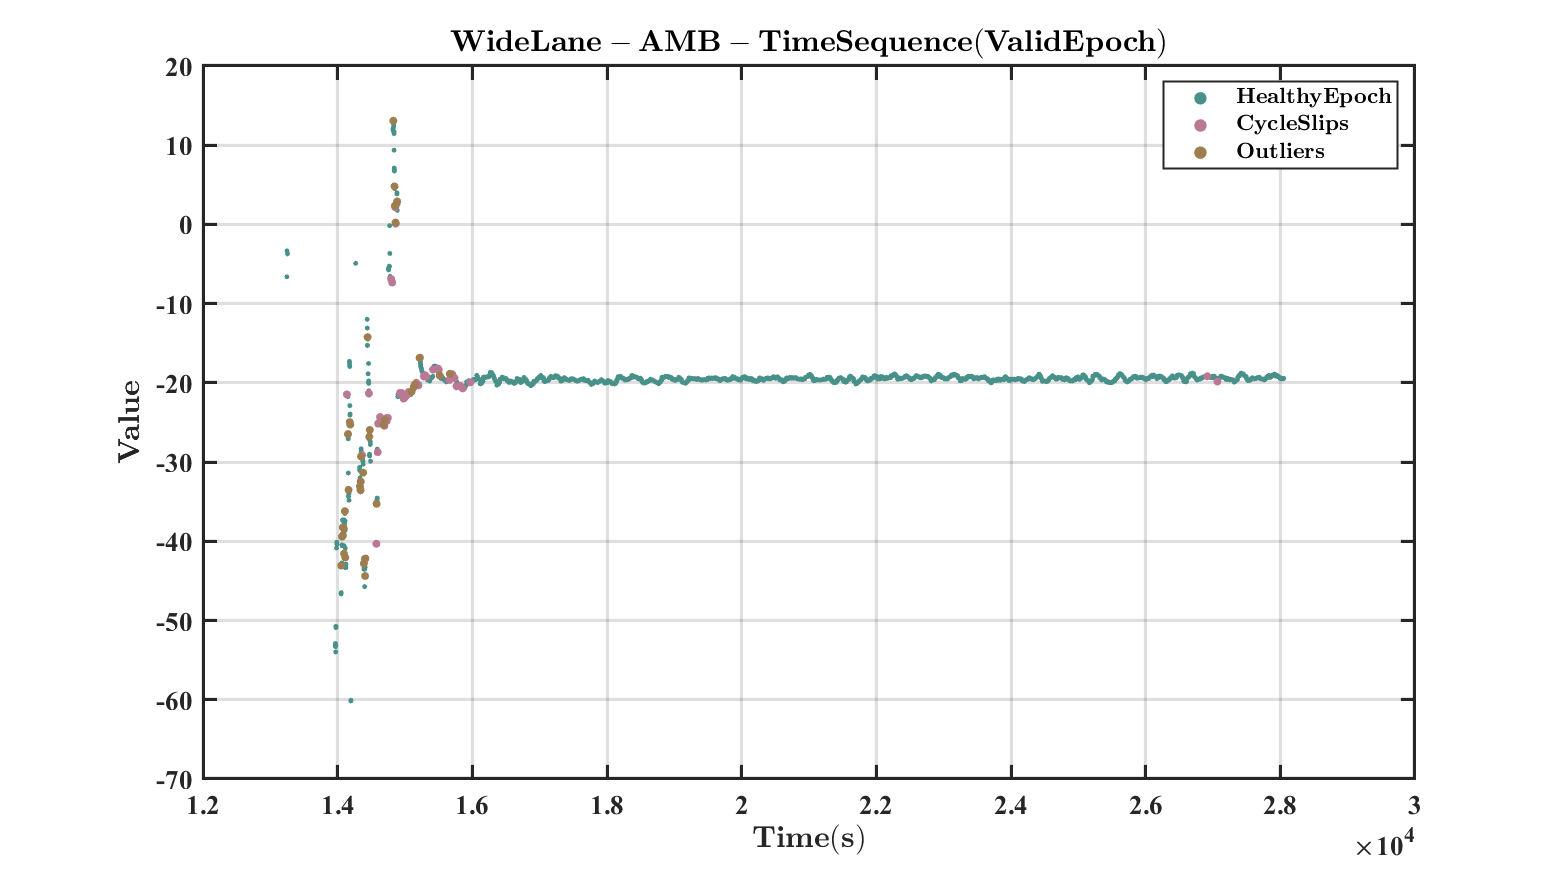 WideLane – AMB – TimeSequence(ValidEpoch)
HealthyEpoch
CycleSlips
Outliers
20
10
0
-10
-20
-30
-40
-50
-60
-70
Value
1.2 1.4 1.6 1.8 2 2.2 2.4 2.6 2.8 3
Time(s)
×10⁴